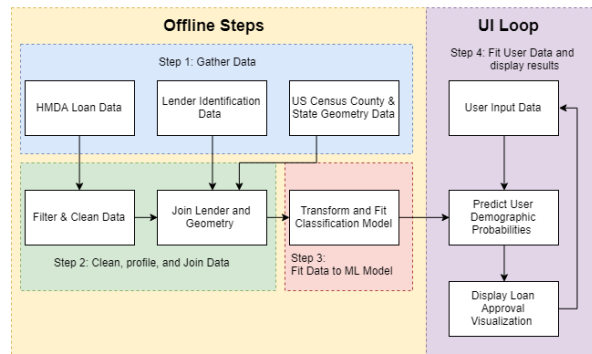 Offline Steps
UI Loop
Step 1: Gather Data
Step 4: Fit User Data and
display results
HMDA Loan Data
Lender Identification
Data
US Census County &
State Geometry Data
User Input Data
Filter & Clean Data
Join Lender and
Geometry
Transform and Fit
Classification Model
Predict User
Demographic
Probabilities
Step 2: Clean, profile, and Join Data
Step 3:
Fit Data to ML Model
Display Loan
Approval
Visualization